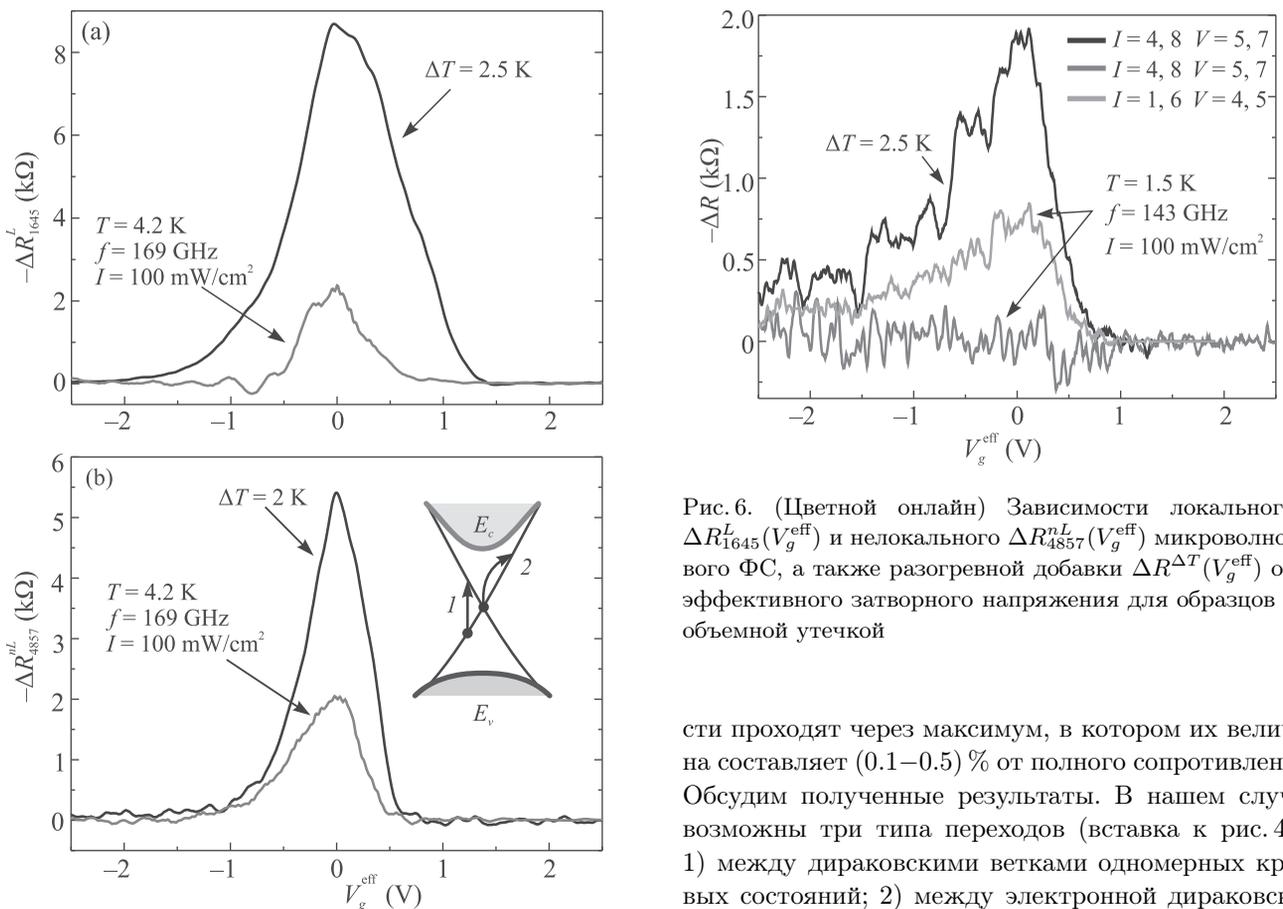 (a)
8
6
4
2
0
−ΔR^L_1645 (kΩ)
ΔT = 2.5 K
T = 4.2 K
f = 169 GHz
I = 100 mW/cm²
−2 −1 0 1 2
(b)
6
5
4
3
2
1
0
−ΔR^nL_4857 (kΩ)
ΔT = 2 K
T = 4.2 K
f = 169 GHz
I = 100 mW/cm²
E_c
2
1
E_v
−2 −1 0 1 2
V_g^eff (V)
2.0
1.5
1.0
0.5
0
−ΔR (kΩ)
I = 4, 8 V = 5, 7
I = 4, 8 V = 5, 7
I = 1, 6 V = 4, 5
ΔT = 2.5 K
T = 1.5 K
f = 143 GHz
I = 100 mW/cm²
−2 −1 0 1 2
V_g^eff (V)
Рис. 6. (Цветной онлайн) Зависимости локального
ΔR^L_1645(V_g^eff) и нелокального ΔR^nL_4857(V_g^eff) микроволно
вого ФС, а также разогревной добавки ΔR^ΔT(V_g^eff) о
эффективного затворного напряжения для образцов
объемной утечкой
сти проходят через максимум, в котором их велич
на составляет (0.1−0.5) % от полного сопротивлен
Обсудим полученные результаты. В нашем случ
возможны три типа переходов (вставка к рис. 4
1) между дираковскими ветками одномерных кр
вых состояний; 2) между электронной дираковск